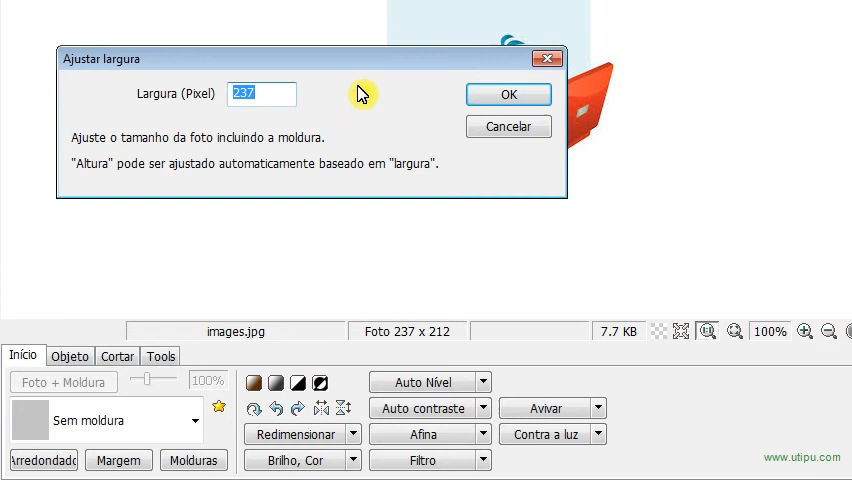 Ajustar largura
Largura (Pixel) 237 OK
Cancelar
Ajuste o tamanho da foto incluindo a moldura.
"Altura" pode ser ajustado automaticamente baseado em "largura".
images.jpg Foto 237 x 212 7.7 KB 100%
Início Objeto Cortar Tools
Foto + Moldura 100% Auto Nível
Sem moldura Auto contraste Avivar
Redimensionar Afina Contra a luz
Arredondado Margem Molduras Brilho, Cor Filtro
www.utipu.com